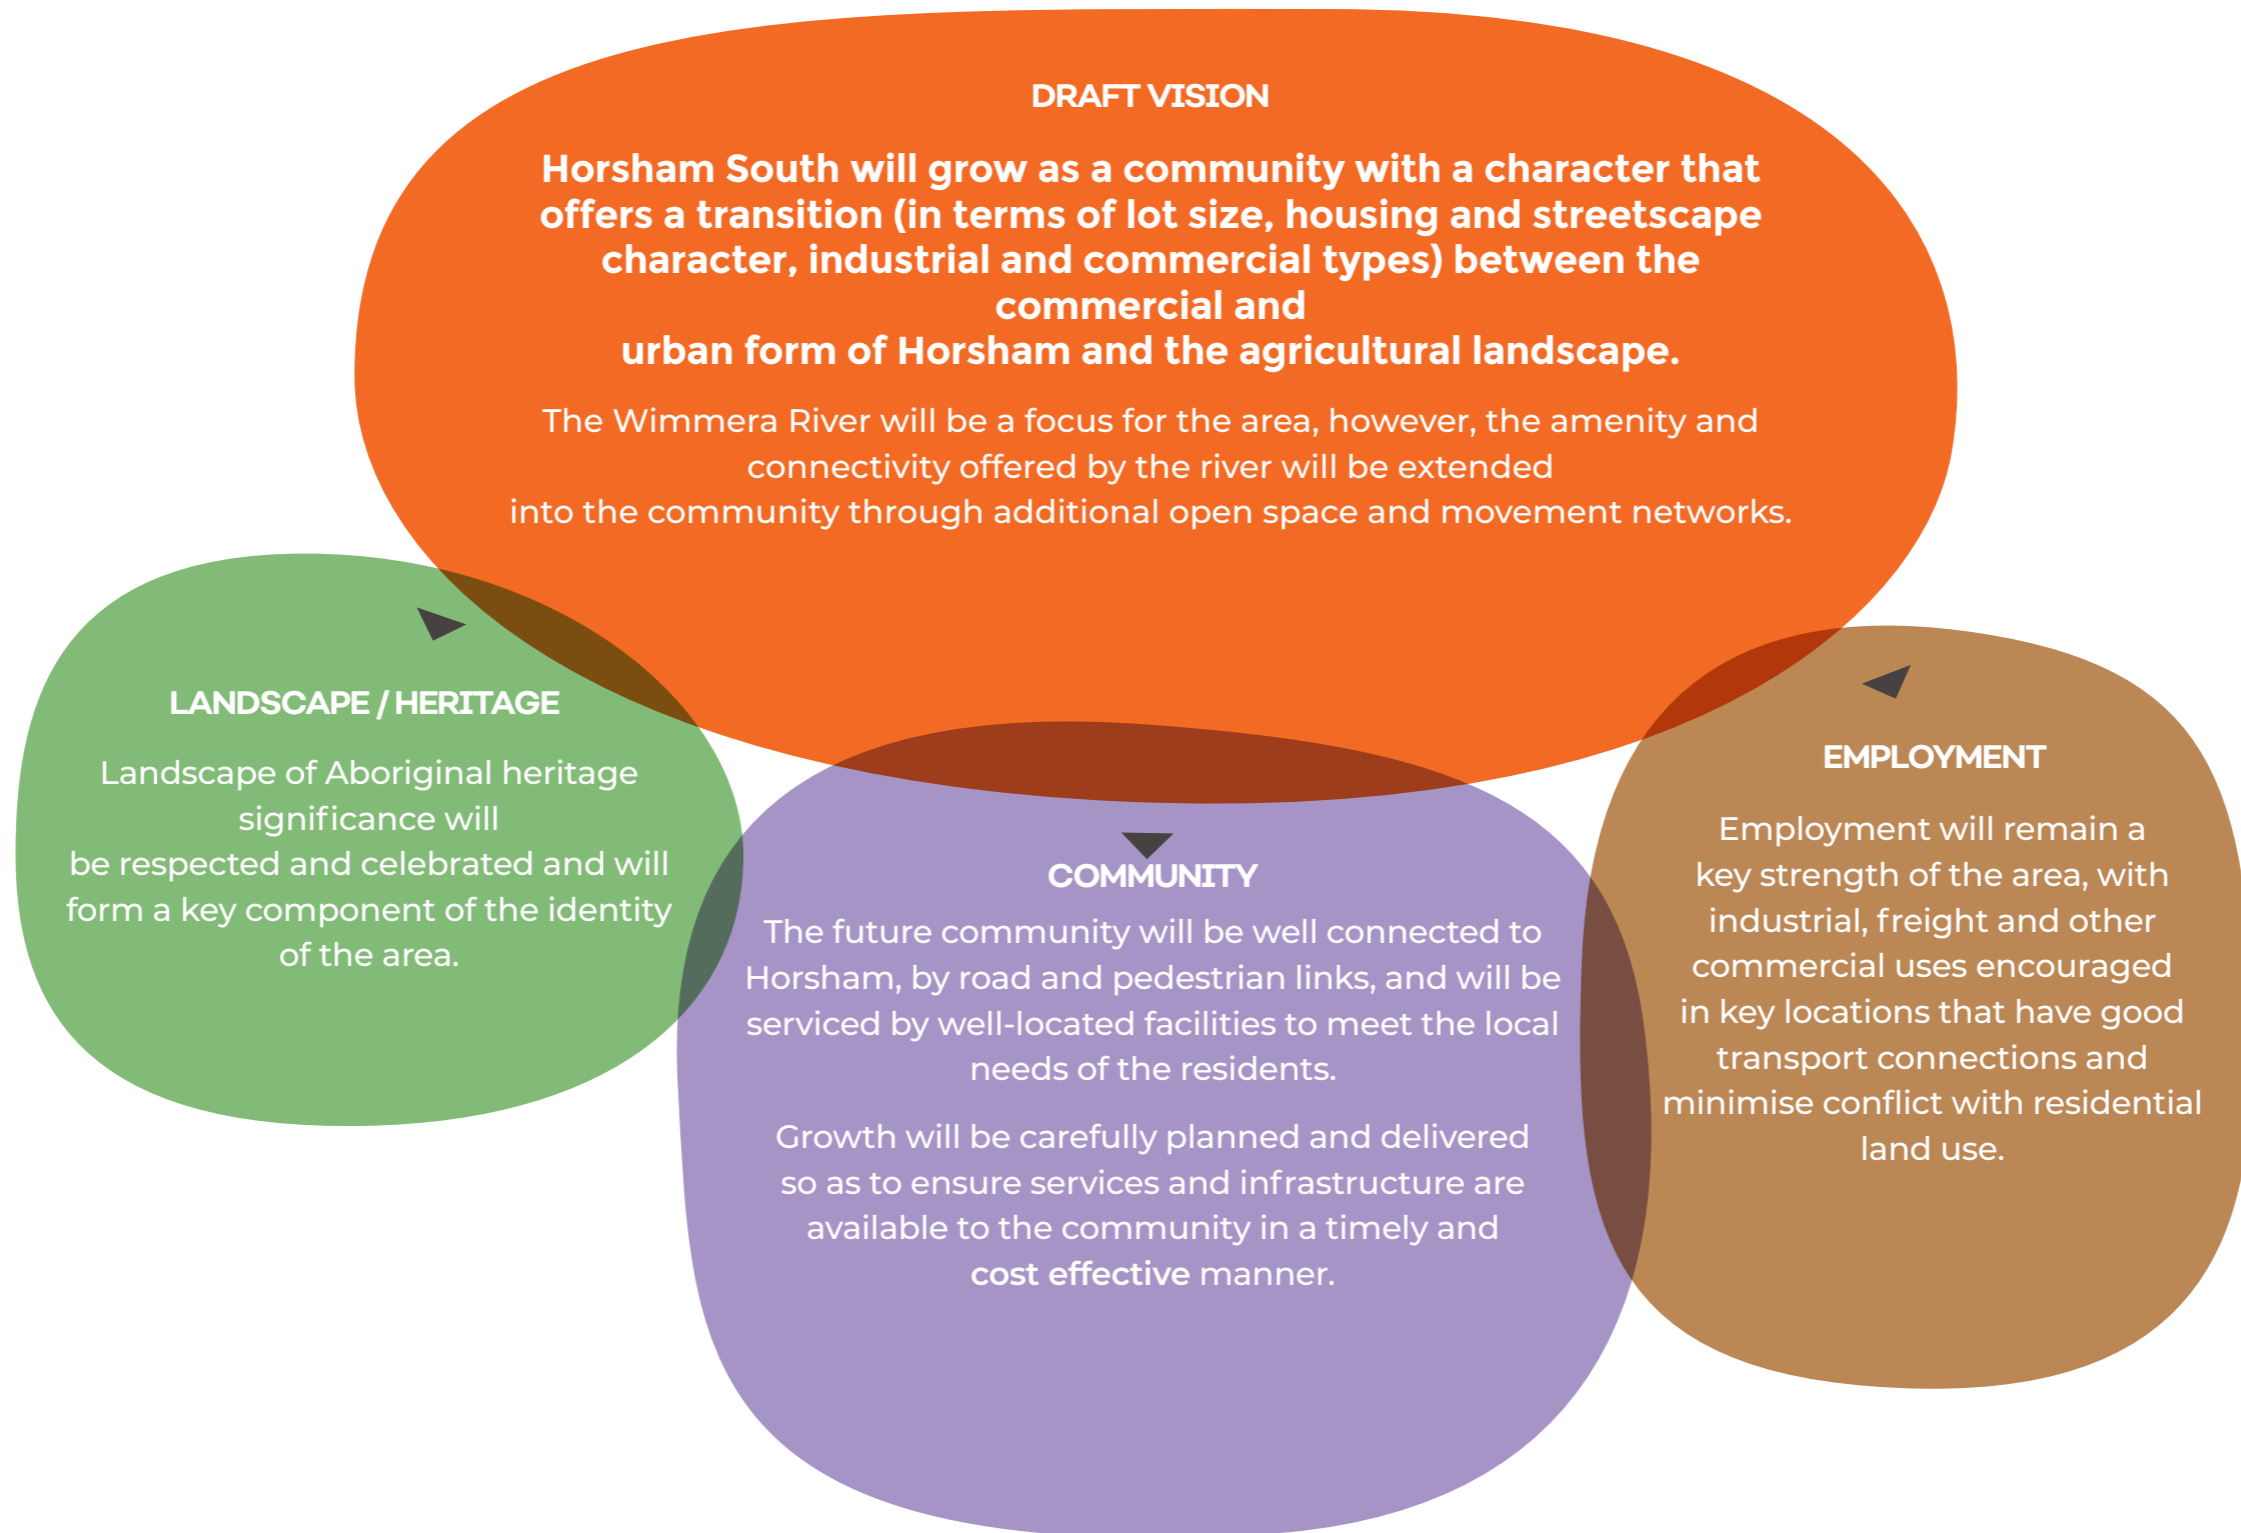 DRAFT VISION
Horsham South will grow as a community with a character that
offers a transition (in terms of lot size, housing and streetscape
character, industrial and commercial types) between the
commercial and
urban form of Horsham and the agricultural landscape.
The Wimmera River will be a focus for the area, however, the amenity and
connectivity offered by the river will be extended
into the community through additional open space and movement networks.
LANDSCAPE / HERITAGE
Landscape of Aboriginal heritage
significance will
be respected and celebrated and will
form a key component of the identity
of the area.
COMMUNITY
The future community will be well connected to
Horsham, by road and pedestrian links, and will be
serviced by well-located facilities to meet the local
needs of the residents.
Growth will be carefully planned and delivered
so as to ensure services and infrastructure are
available to the community in a timely and
cost effective manner.
EMPLOYMENT
Employment will remain a
key strength of the area, with
industrial, freight and other
commercial uses encouraged
in key locations that have good
transport connections and
minimise conflict with residential
land use.